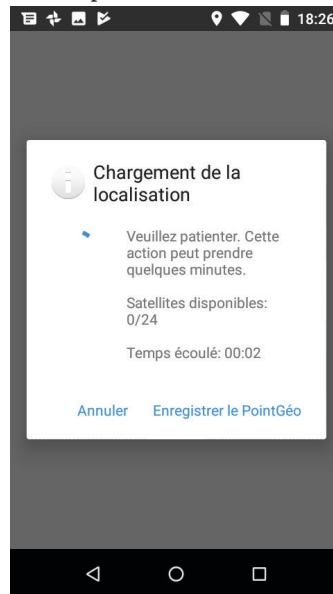 18:26
Chargement de la
localisation
Veuillez patienter. Cette
action peut prendre
quelques minutes.
Satellites disponibles:
0/24
Temps écoulé: 00:02
Annuler Enregistrer le PointGéo